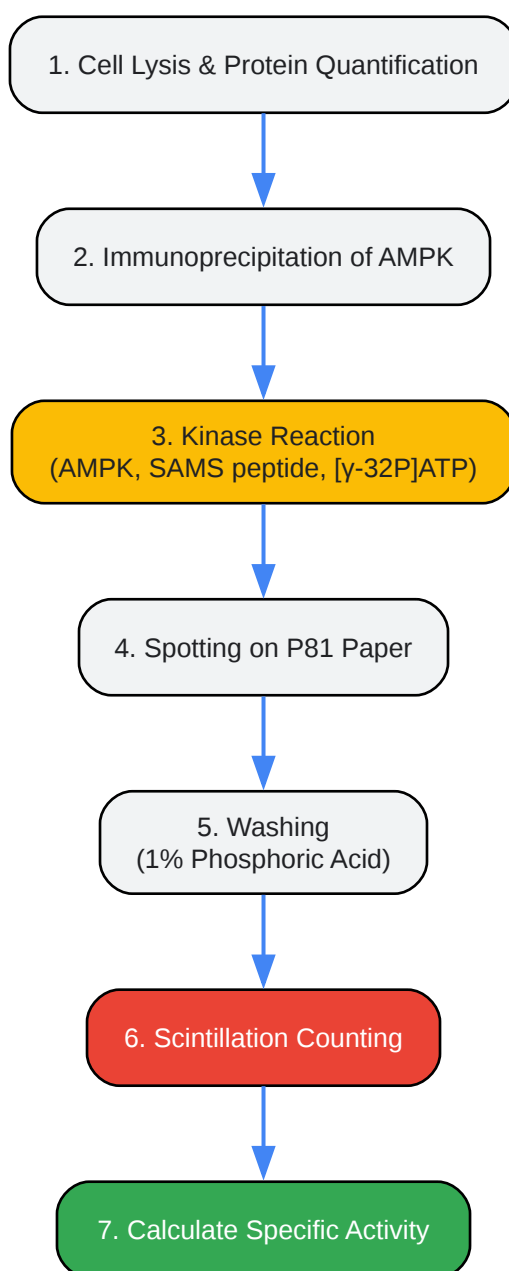 1. Cell Lysis & Protein Quantification
2. Immunoprecipitation of AMPK
3. Kinase Reaction
(AMPK, SAMS peptide, [γ-32P]ATP)
4. Spotting on P81 Paper
5. Washing
(1% Phosphoric Acid)
6. Scintillation Counting
7. Calculate Specific Activity